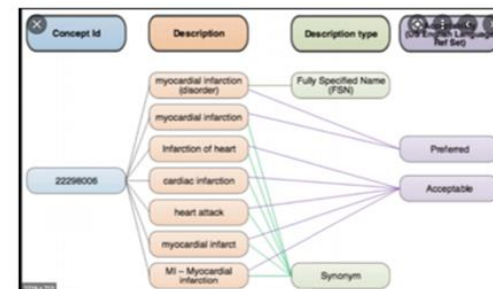 Concept Id
Description
Description type
(US English Language
Ref Set)
myocardial infarction
(disorder)
Fully Specified Name
(FSN)
myocardial infarction
Infarction of heart
Preferred
22298006
cardiac infarction
Acceptable
heart attack
myocardial infarct
MI – Myocardial
infarction
Synonym